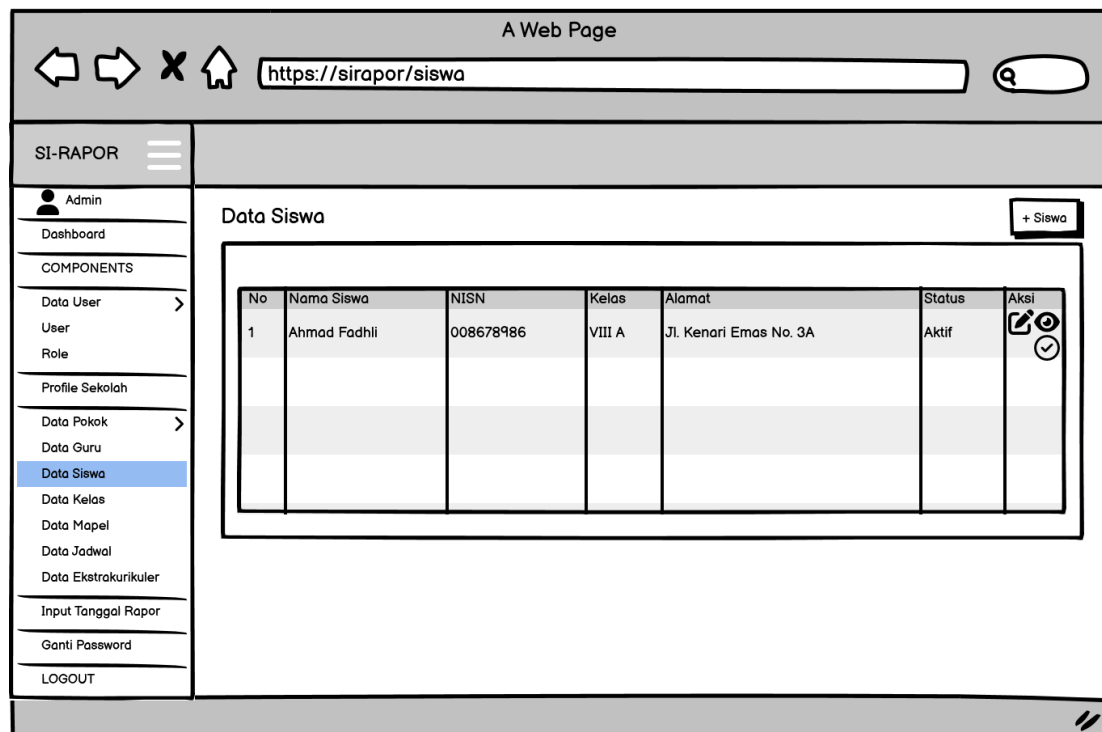 A Web Page
https://sirapor/siswa
SI-RAPOR
Admin
Dashboard
COMPONENTS
Data User
User
Role
Profile Sekolah
Data Pokok
Data Guru
Data Siswa
Data Kelas
Data Mapel
Data Jadwal
Data Ekstrakurikuler
Input Tanggal Rapor
Ganti Password
LOGOUT
Data Siswa
+ Siswa
No Nama Siswa NISN Kelas Alamat Status Aksi
1 Ahmad Fadhli 008678986 VIII A Jl. Kenari Emas No. 3A Aktif